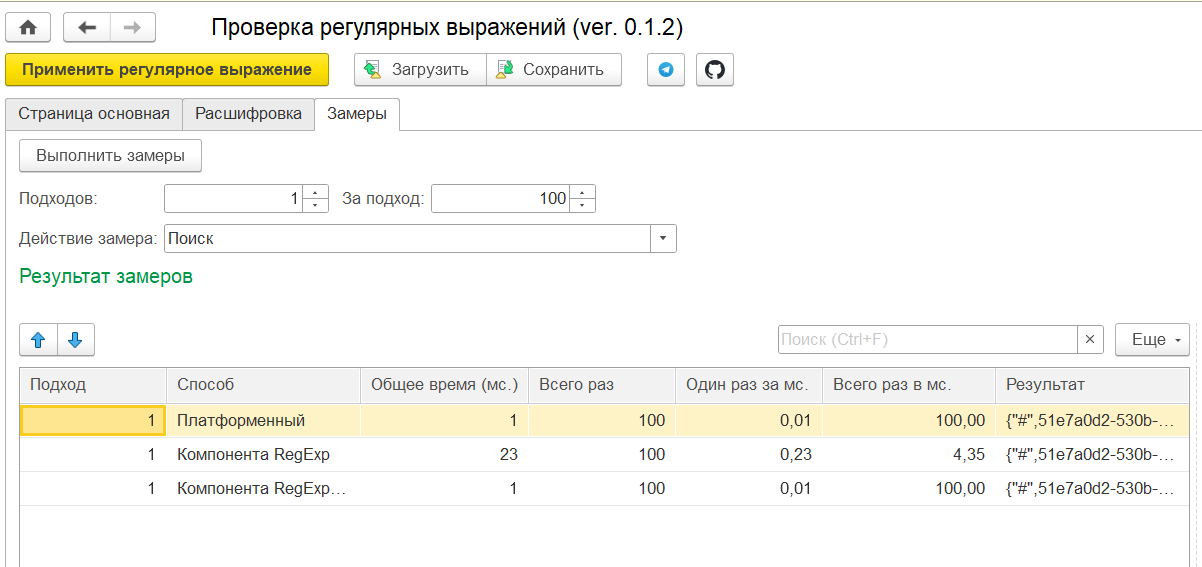 Проверка регулярных выражений (ver. 0.1.2)
Применить регулярное выражение Загрузить Сохранить
Страница основная Расшифровка Замеры
Выполнить замеры
Подходов: 1 За подход: 100
Действие замера: Поиск
Результат замеров
Поиск (Ctrl+F) × Еще
Подход Способ Общее время (мс.) Всего раз Один раз за мс. Всего раз в мс. Результат
1 Платформенный 1 100 0,01 100,00 {"#",51e7a0d2-530b-...
1 Компонента RegExp 23 100 0,23 4,35 {"#",51e7a0d2-530b-...
1 Компонента RegExp... 1 100 0,01 100,00 {"#",51e7a0d2-530b-...